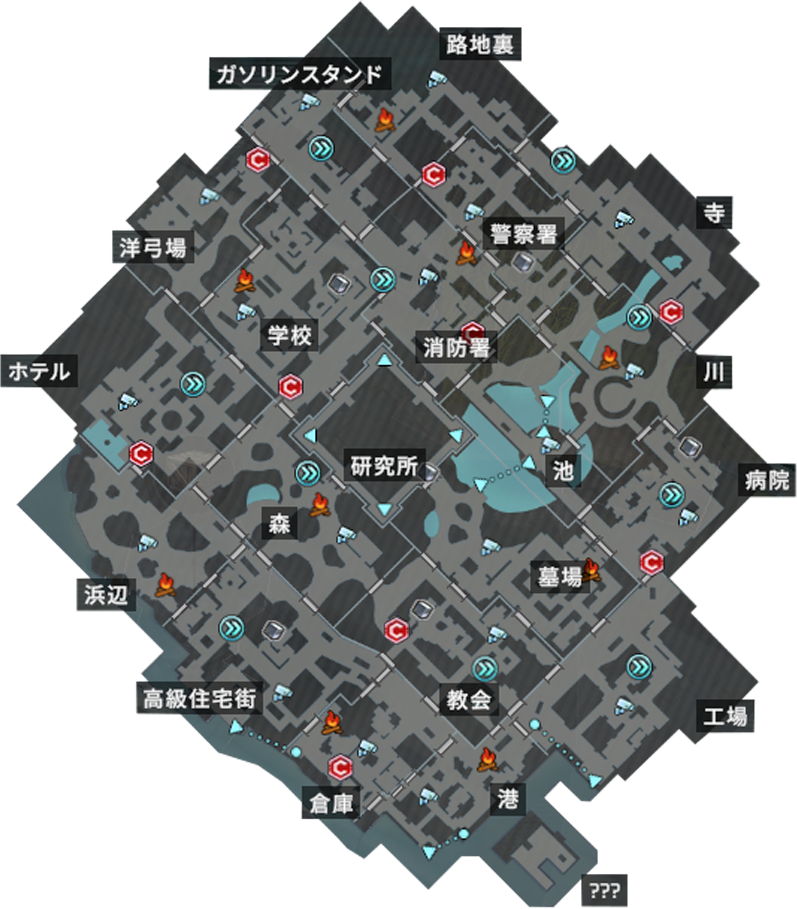 路地裏
ガソリンスタンド
寺
警察署
洋弓場
学校
消防署
ホテル
川
研究所
池
病院
森
墓場
浜辺
高級住宅街
教会
工場
倉庫
港
???